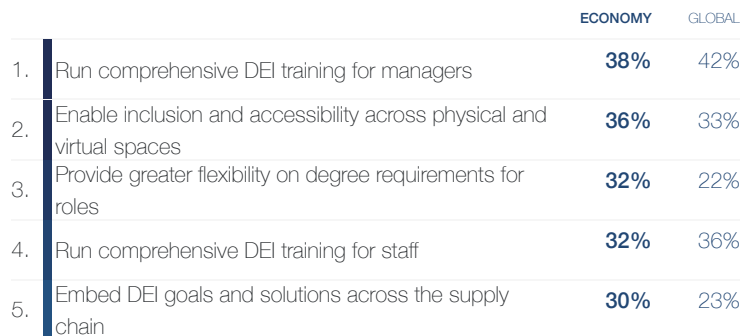 ECONOMY GLOBAL
1. Run comprehensive DEI training for managers 38% 42%
2. Enable inclusion and accessibility across physical and virtual spaces 36% 33%
3. Provide greater flexibility on degree requirements for roles 32% 22%
4. Run comprehensive DEI training for staff 32% 36%
5. Embed DEI goals and solutions across the supply chain 30% 23%